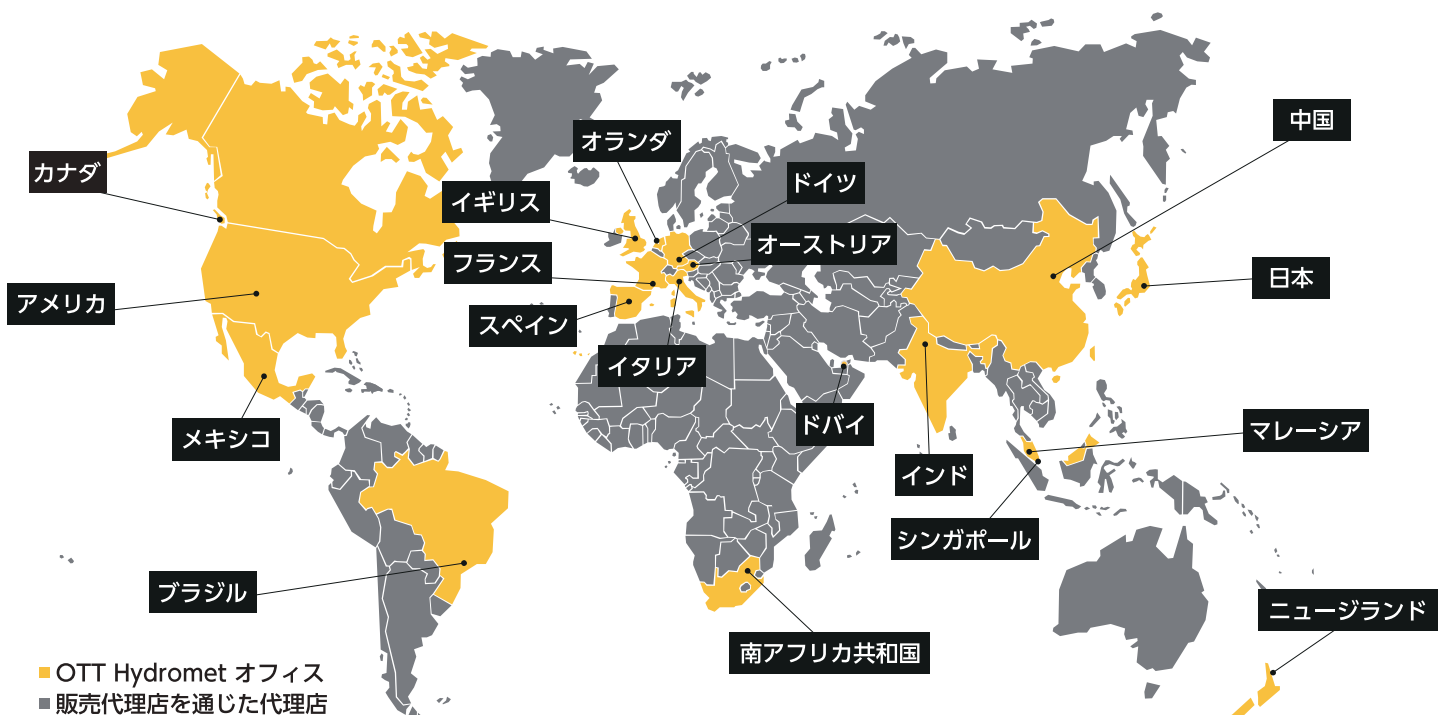 中国
オランダ
カナダ
ドイツ
イギリス
オーストリア
フランス
日本
アメリカ
スペイン
イタリア
ドバイ
メキシコ
マレーシア
インド
シンガポール
ブラジル
ニュージランド
南アフリカ共和国
OTT Hydromet オフィス
販売代理店を通じた代理店